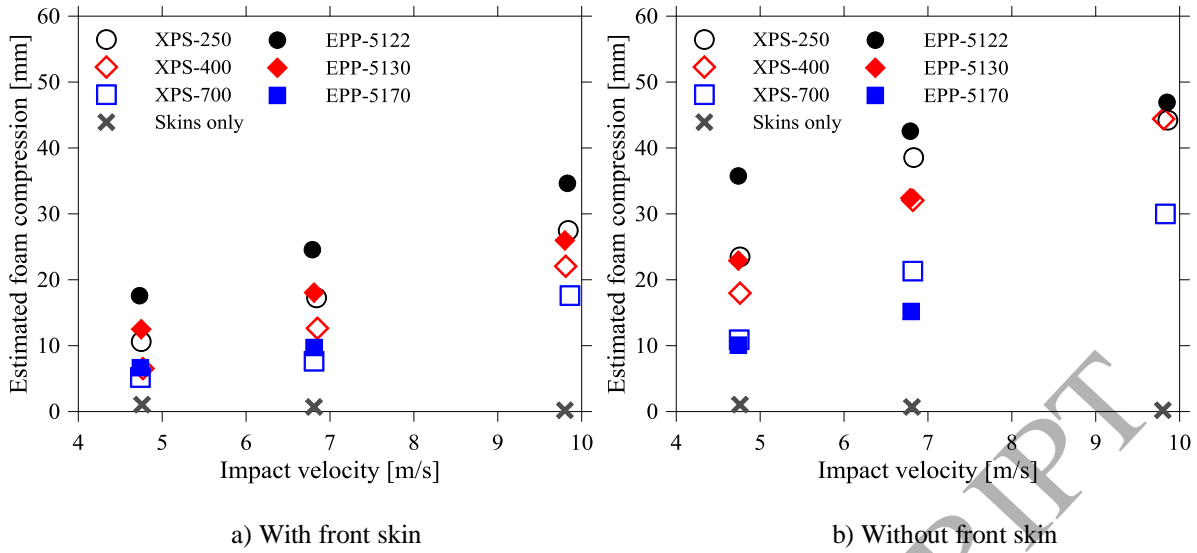 60
50
40
30
20
10
0
Estimated foam compression [mm]
XPS-250 EPP-5122
XPS-400 EPP-5130
XPS-700 EPP-5170
Skins only
4 5 6 7 8 9 10
Impact velocity [m/s]
a) With front skin
60
50
40
30
20
10
0
Estimated foam compression [mm]
XPS-250 EPP-5122
XPS-400 EPP-5130
XPS-700 EPP-5170
Skins only
4 5 6 7 8 9 10
Impact velocity [m/s]
b) Without front skin
IPT